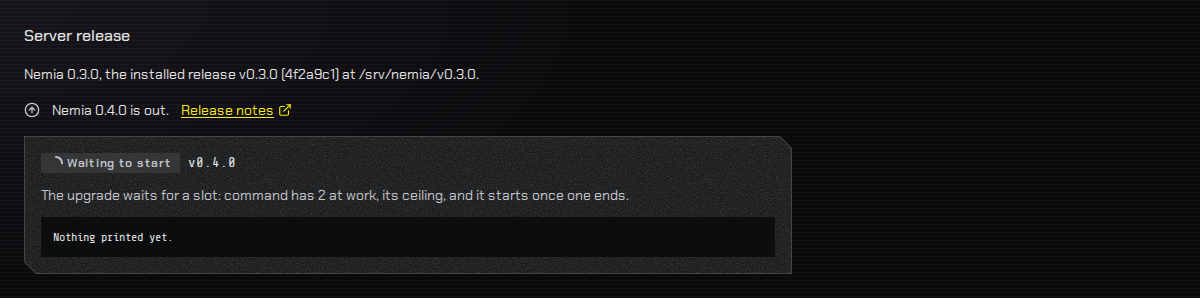 Server release
Nemia 0.3.0, the installed release v0.3.0 (4f2a9c1) at /srv/nemia/v0.3.0.
Nemia 0.4.0 is out. Release notes
Waiting to start v0.4.0
The upgrade waits for a slot: command has 2 at work, its ceiling, and it starts once one ends.
Nothing printed yet.